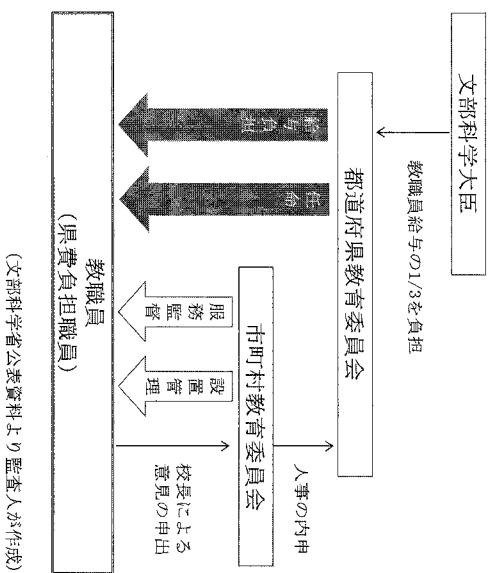 文部科学大臣
教職員給与の1/3を負担
都道府県教育委員会
給与負担
任命
人事の内申
市町村教育委員会
服務監督
設置管理
校長による
意見の申出
教職員
(県費負担職員)
(文部科学省公表資料より監査人が作成)